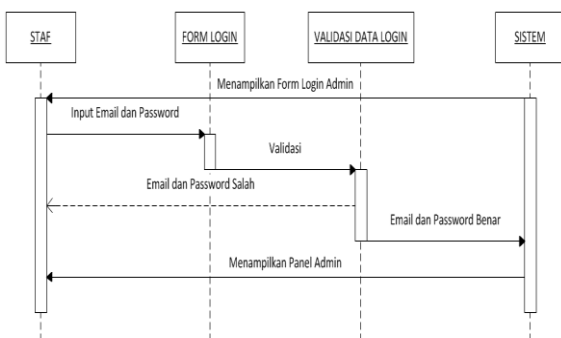 STAF
FORM LOGIN
VALIDASI DATA LOGIN
SISTEM
Menampilkan Form Login Admin
Input Email dan Password
Validasi
Email dan Password Salah
Email dan Password Benar
Menampilkan Panel Admin